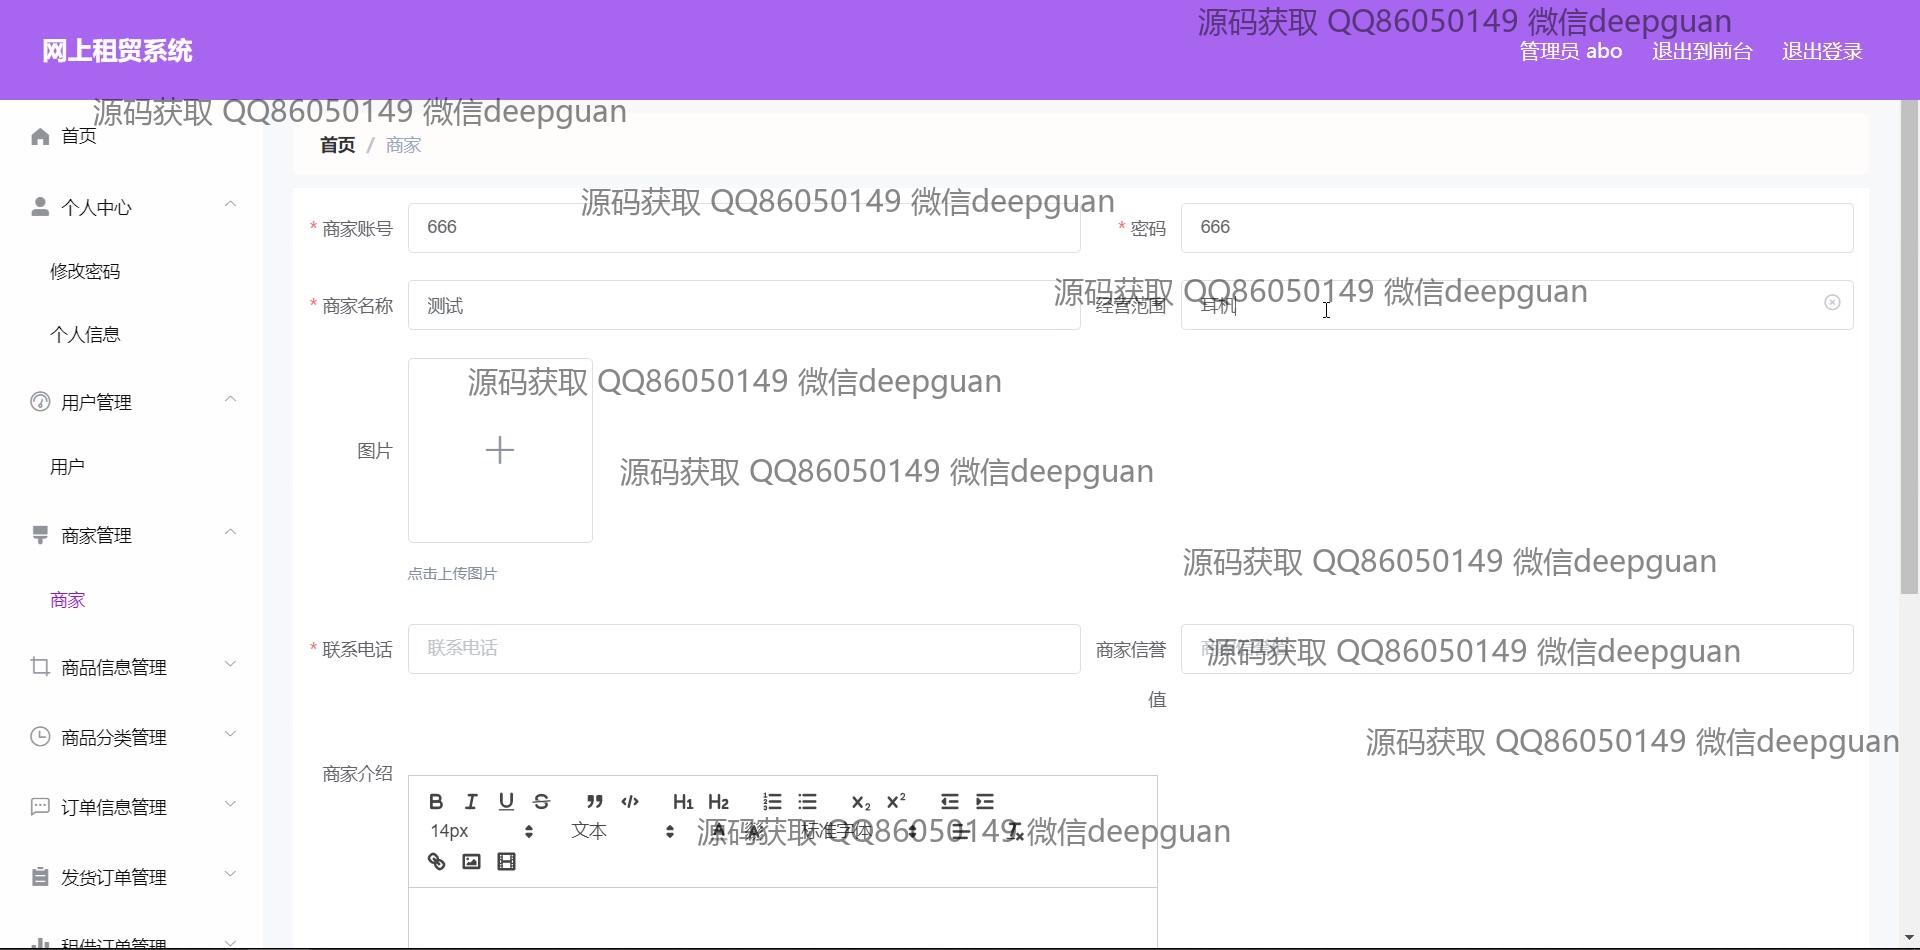 源码获取 QQ86050149 微信deepguan
网上租贸系统
管理员 abo 退出到前台 退出登录
源码获取 QQ86050149 微信deepguan
首页
首页 / 商家
个人中心
源码获取 QQ86050149 微信deepguan
* 商家账号 666
* 密码 666
修改密码
源码获取 QQ86050149 微信deepguan
* 商家名称 测试
经营范围 耳机
个人信息
源码获取 QQ86050149 微信deepguan
用户管理
图片
源码获取 QQ86050149 微信deepguan
用户
商家管理
源码获取 QQ86050149 微信deepguan
点击上传图片
商家
* 联系电话 联系电话
商家信誉值
源码获取 QQ86050149 微信deepguan
商品信息管理
商品分类管理
源码获取 QQ86050149 微信deepguan
商家介绍
订单信息管理
B I U S H1 H2 X2 X2
14px 文本 标准字体
源码获取 QQ86050149 微信deepguan
发货订单管理
租借订单管理